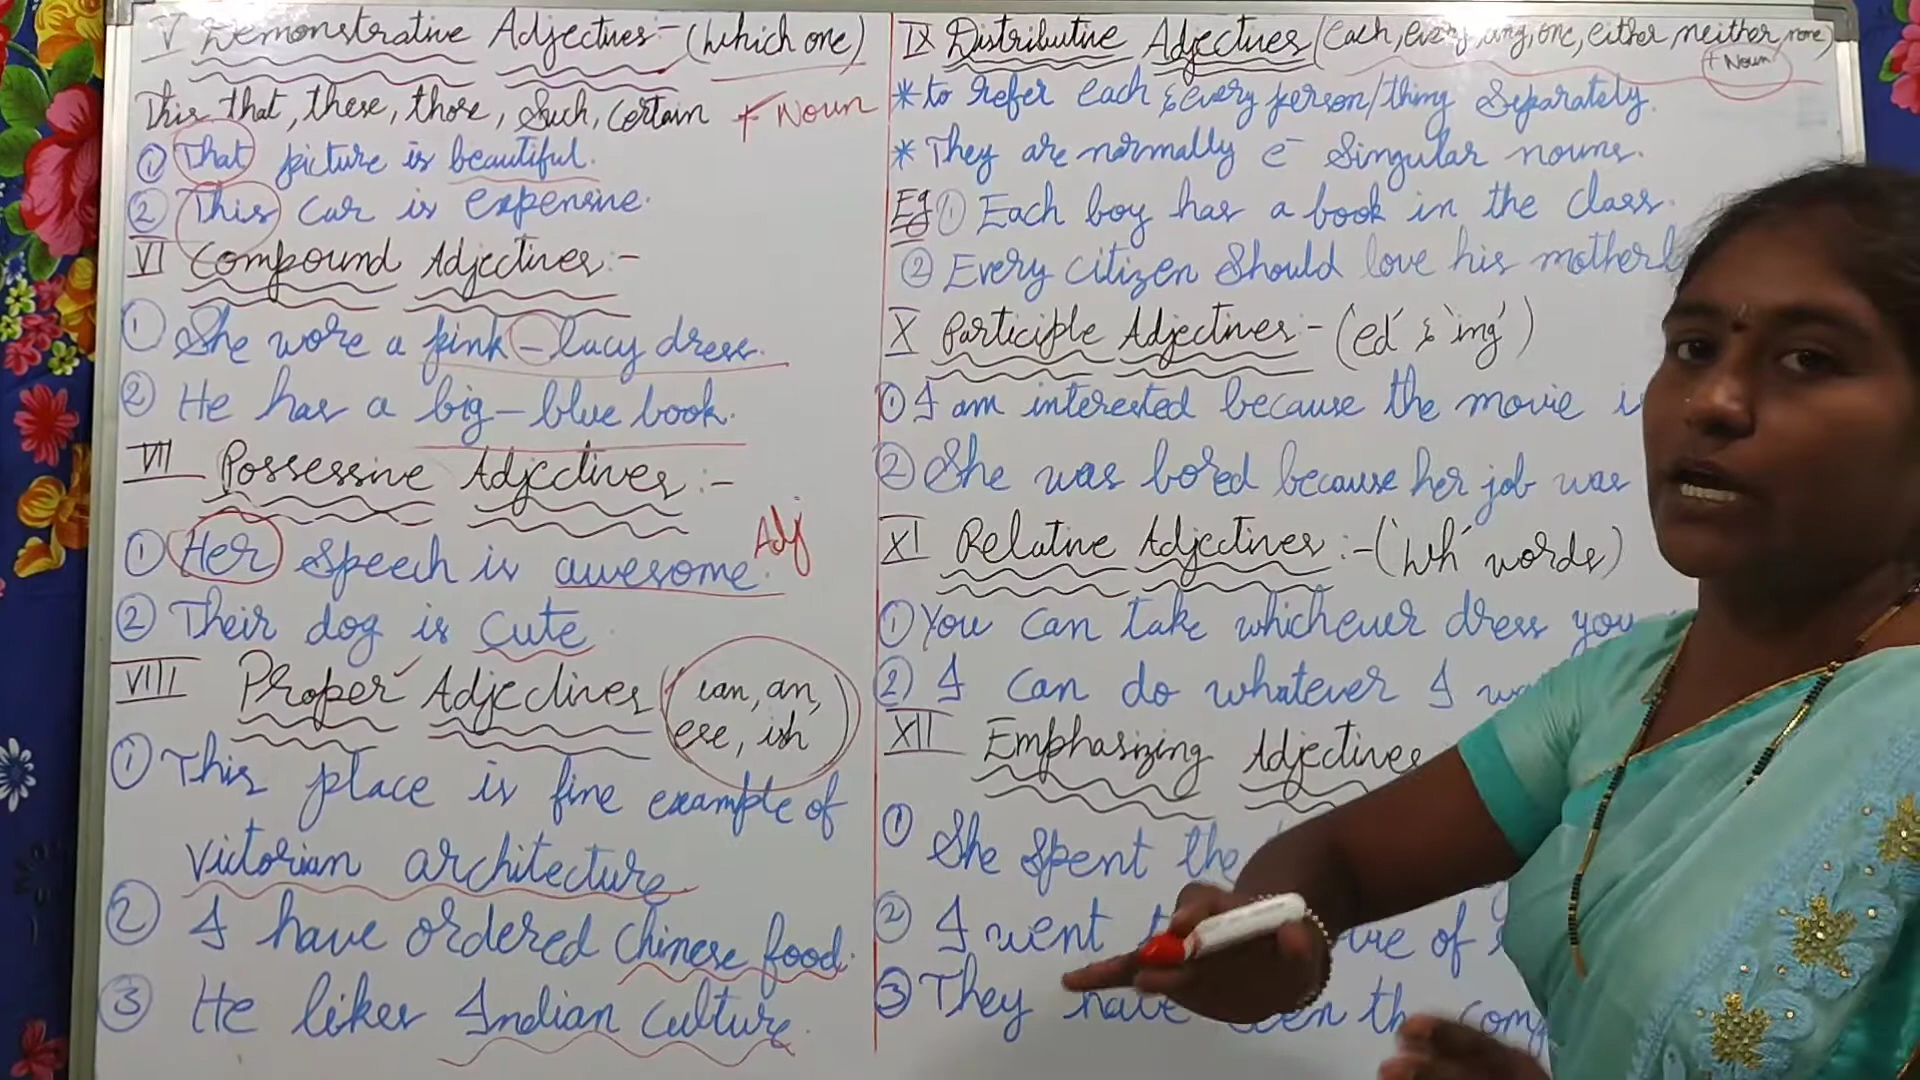 V Demonstrative Adjectives:- (Which one)
This, that, these, those, Such, Certain + Noun
① That picture is beautiful.
② This car is expensive.
VI Compound Adjectives:-
① She wore a pink-lacy dress.
② He has a big-blue book.
VII Possessive Adjectives:-
① Her speech is awesome. Adj
② Their dog is cute
VIII Proper Adjectives (ian, an, ese, ish)
① This place is fine example of
Victorian architecture.
② I have ordered Chinese food.
③ He likes Indian culture.
IX Distributive Adjectives (each, every, any, one, either, neither, none)
+ Noun
* to refer each & every person/thing Separately.
* They are normally Singular nouns.
Eg ① Each boy has a book in the class.
② Every citizen should love his
X Participle Adjectives:- ('ed' & 'ing')
① I am interested because the movie
② She was bored because her job was
XI Relative Adjectives:- ('Wh' words)
① You can take whichever dress you
② I can do whatever I
XII Emphasizing Adjectives
① She spent the
② I went of
③ They have